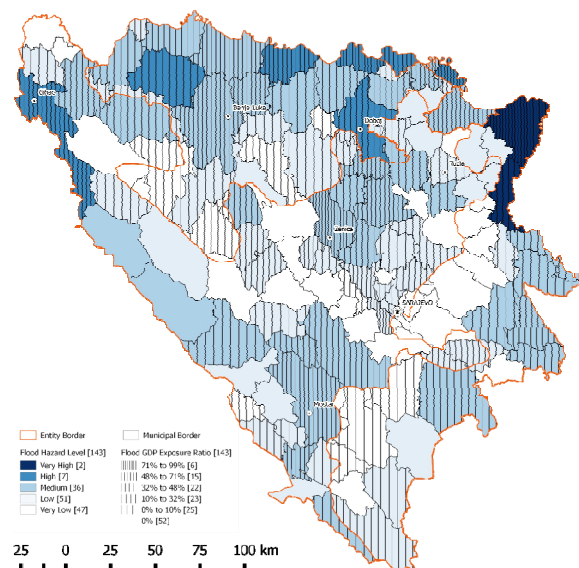 Bihać
Banja Luka
Doboj
Tuzla
Zenica
SARAJEVO
Mostar
Entity Border
Municipal Border
Flood Hazard Level [143]
Flood GDP Exposure Ratio [143]
Very High [2]
71% to 99% [6]
High [7]
48% to 71% [15]
Medium [36]
32% to 48% [22]
Low [51]
10% to 32% [23]
Very Low [47]
0% to 10% [25]
0% [52]
25 0 25 50 75 100 km